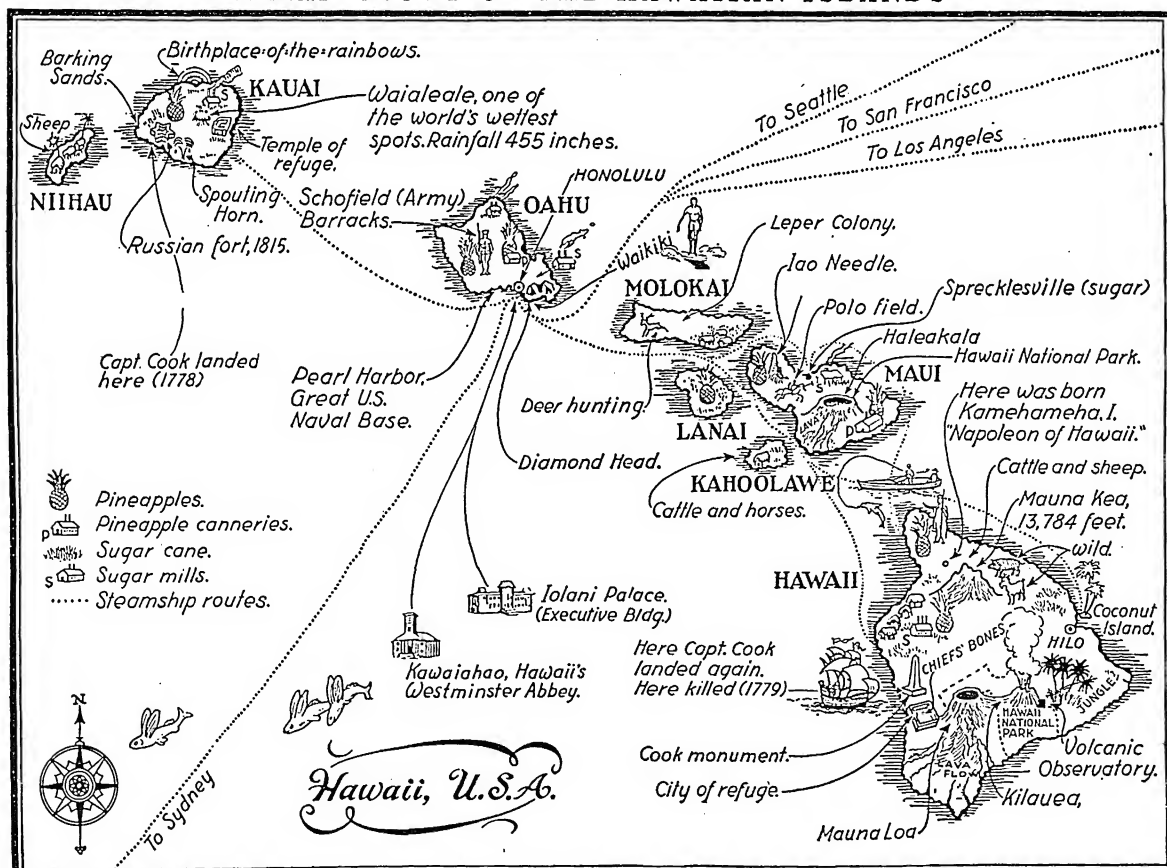 THE HAWAIIAN ISLANDS
Barking
Sands.
Birthplace of the rainbows.
KAUAI
S
Waialeale, one of
the world's wettest
spots. Rainfall 455 inches.
Sheep
NIIHAU
Temple of
refuge.
Spouting
Horn.
Russian fort, 1815.
Capt. Cook landed
here (1778)
Schofield (Army)
Barracks.
HONOLULU
OAHU
P
S
Waikiki
Pearl Harbor,
Great U.S.
Naval Base.
Diamond Head.
To Seattle
To San Francisco
To Los Angeles
Leper Colony.
MOLOKAI
Deer hunting.
LANAI
KAHOOLAWE
Cattle and horses.
Iao Needle.
Polo field.
Sprecklesville (sugar)
Haleakala
Hawaii National Park.
MAUI
S
LAVA
P
Here was born
Kamehameha, I.
"Napoleon of Hawaii."
Cattle and sheep.
Mauna Kea,
13,784 feet.
wild.
HAWAII
S
Coconut
Island.
HILO
CHIEFS' BONES
JUNGLE
HAWAII
NATIONAL
PARK
LAVA
FLOW
Volcanic
Observatory.
Kilauea,
Here Capt. Cook
landed again.
Here killed (1779)
Cook monument.
City of refuge.
Mauna Loa
Pineapples.
P Pineapple canneries.
Sugar cane.
S Sugar mills.
Steamship routes.
Iolani Palace.
(Executive Bldg.)
Kawaiahao, Hawaii's
Westminster Abbey.
N
To Sydney
Hawaii, U.S.A.